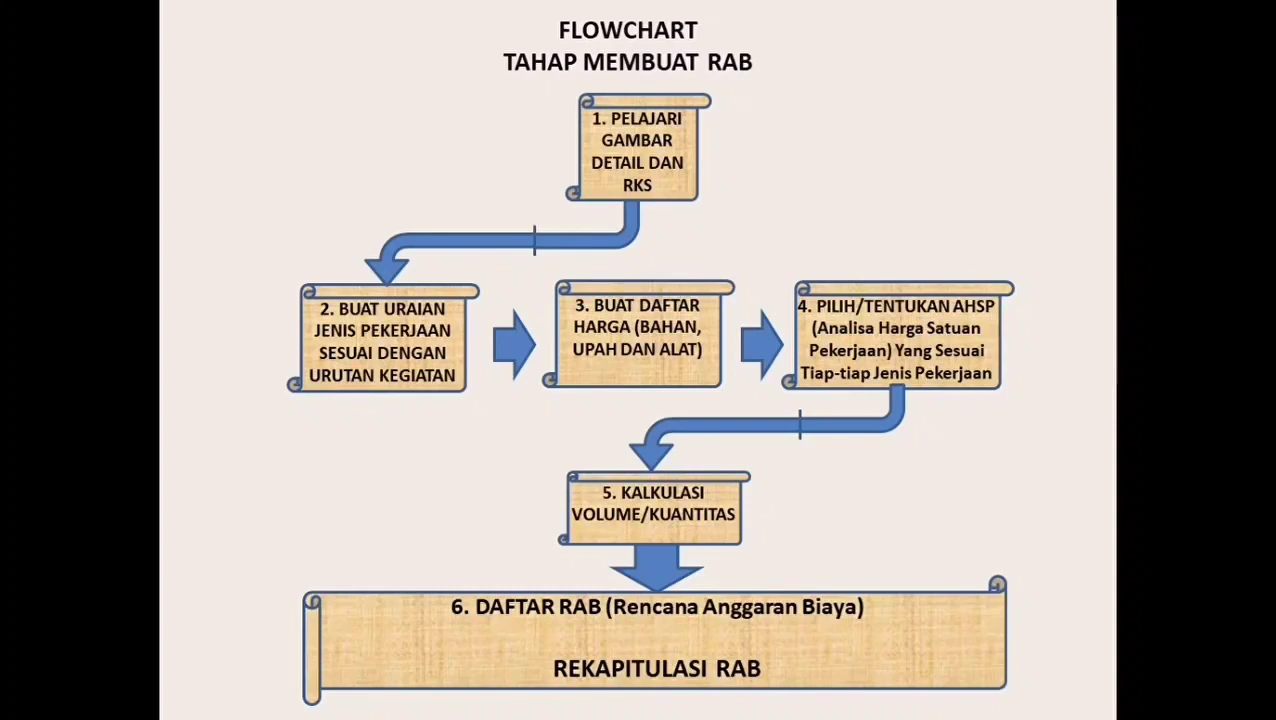 FLOWCHART
TAHAP MEMBUAT RAB
1. PELAJARI
GAMBAR
DETAIL DAN
RKS
2. BUAT URAIAN
JENIS PEKERJAAN
SESUAI DENGAN
URUTAN KEGIATAN
3. BUAT DAFTAR
HARGA (BAHAN,
UPAH DAN ALAT)
4. PILIH/TENTUKAN AHSP
(Analisa Harga Satuan
Pekerjaan) Yang Sesuai
Tiap-tiap Jenis Pekerjaan
5. KALKULASI
VOLUME/KUANTITAS
6. DAFTAR RAB (Rencana Anggaran Biaya)
REKAPITULASI RAB